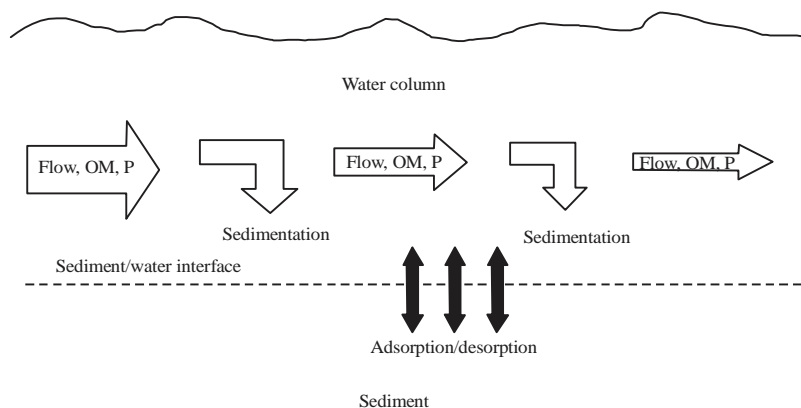 Water column
Flow, OM, P
Flow, OM, P
Flow, OM, P
Sedimentation
Sedimentation
Sediment/water interface
Adsorption/desorption
Sediment